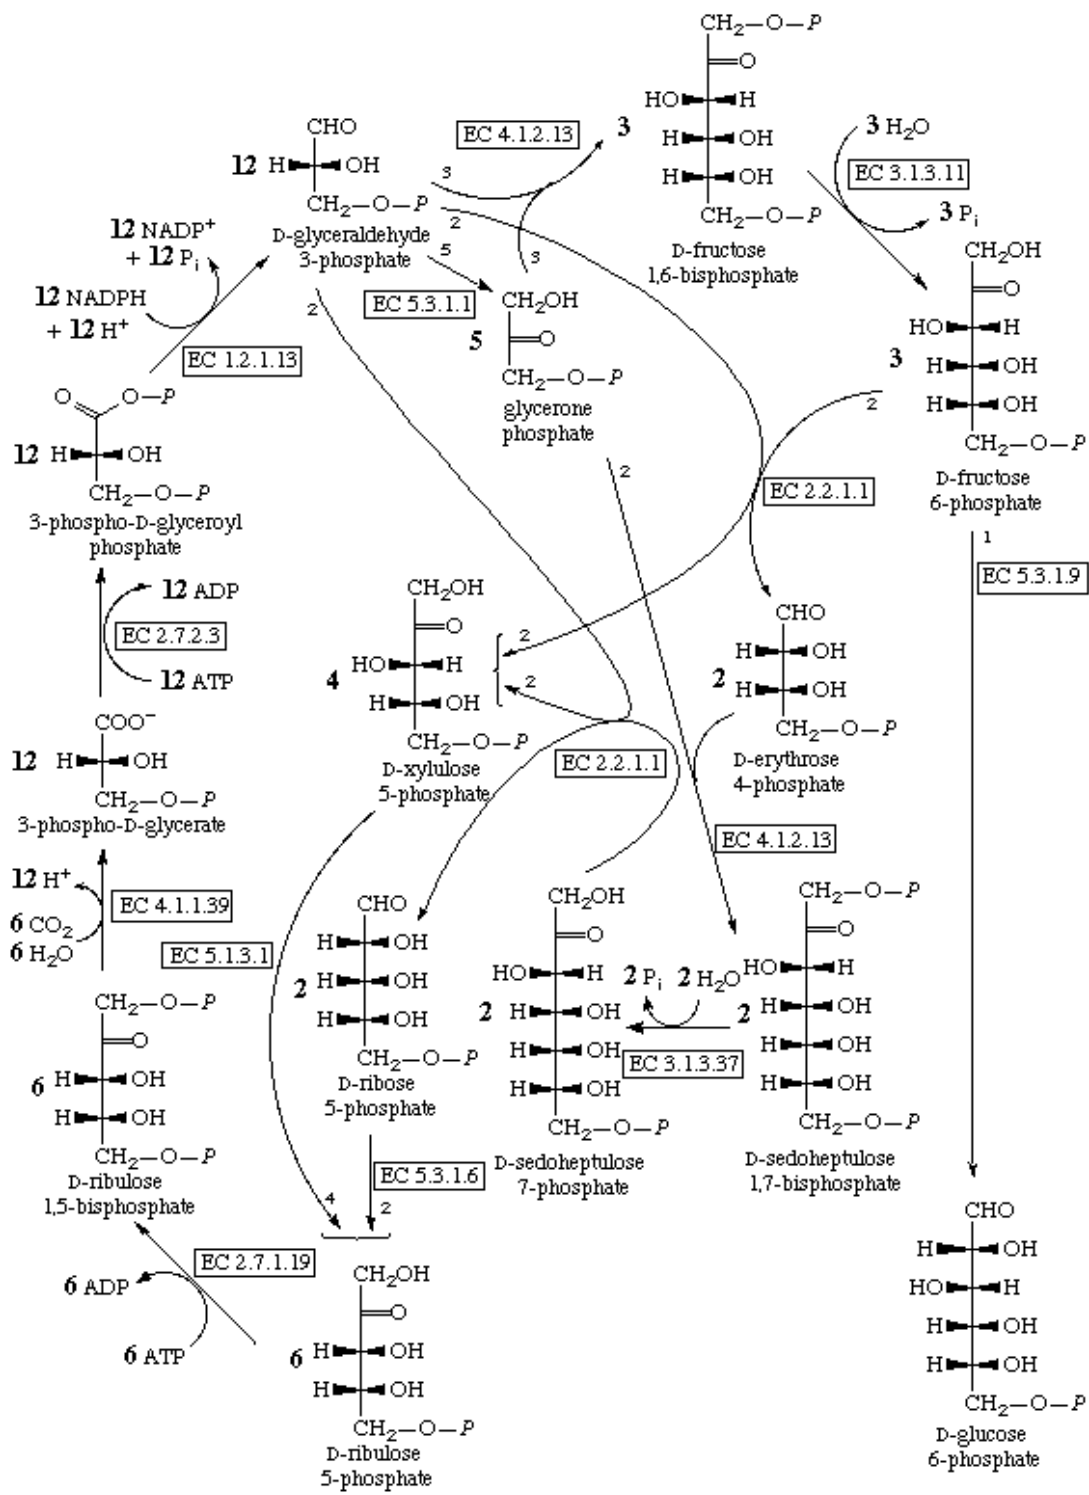 CH₂—O—P
O
HO H
H OH
H OH
CH₂—O—P
3
D-fructose
1,6-bisphosphate
EC 4.1.2.13
3 H₂O
EC 3.1.3.11
3 Pᵢ
CHO
12 H OH
CH₂—O—P
D-glyceraldehyde
3-phosphate
3
2
5
2
3
12 NADP⁺
+ 12 Pᵢ
12 NADPH
+ 12 H⁺
EC 1.2.1.13
EC 5.3.1.1
CH₂OH
5 O
CH₂—O—P
glycerone
phosphate
2
CH₂OH
O
HO H
3
H OH
H OH
CH₂—O—P
D-fructose
6-phosphate
2
1
EC 2.2.1.1
EC 5.3.1.9
O O—P
12 H OH
CH₂—O—P
3-phospho-D-glyceroyl
phosphate
12 ADP
EC 2.7.2.3
12 ATP
CH₂OH
O
HO H
4
H OH
CH₂—O—P
D-xylulose
5-phosphate
2
2
CHO
H OH
2 H OH
CH₂—O—P
D-erythrose
4-phosphate
EC 2.2.1.1
EC 4.1.2.13
COO⁻
12 H OH
CH₂—O—P
3-phospho-D-glycerate
12 H⁺
EC 4.1.1.39
6 CO₂
6 H₂O
EC 5.1.3.1
CHO
H OH
2 H OH
H OH
CH₂—O—P
D-ribose
5-phosphate
CH₂OH
O
HO H
2 H OH
H OH
H OH
CH₂—O—P
D-sedoheptulose
7-phosphate
2 Pᵢ 2 H₂O
EC 3.1.3.37
CH₂—O—P
O
HO H
2 H OH
H OH
H OH
CH₂—O—P
D-sedoheptulose
1,7-bisphosphate
CH₂—O—P
O
6 H OH
H OH
CH₂—O—P
D-ribulose
1,5-bisphosphate
EC 5.3.1.6
4 2
EC 2.7.1.19
6 ADP
6 ATP
CH₂OH
O
6 H OH
H OH
CH₂—O—P
D-ribulose
5-phosphate
CHO
H OH
HO H
H OH
H OH
CH₂—O—P
D-glucose
6-phosphate